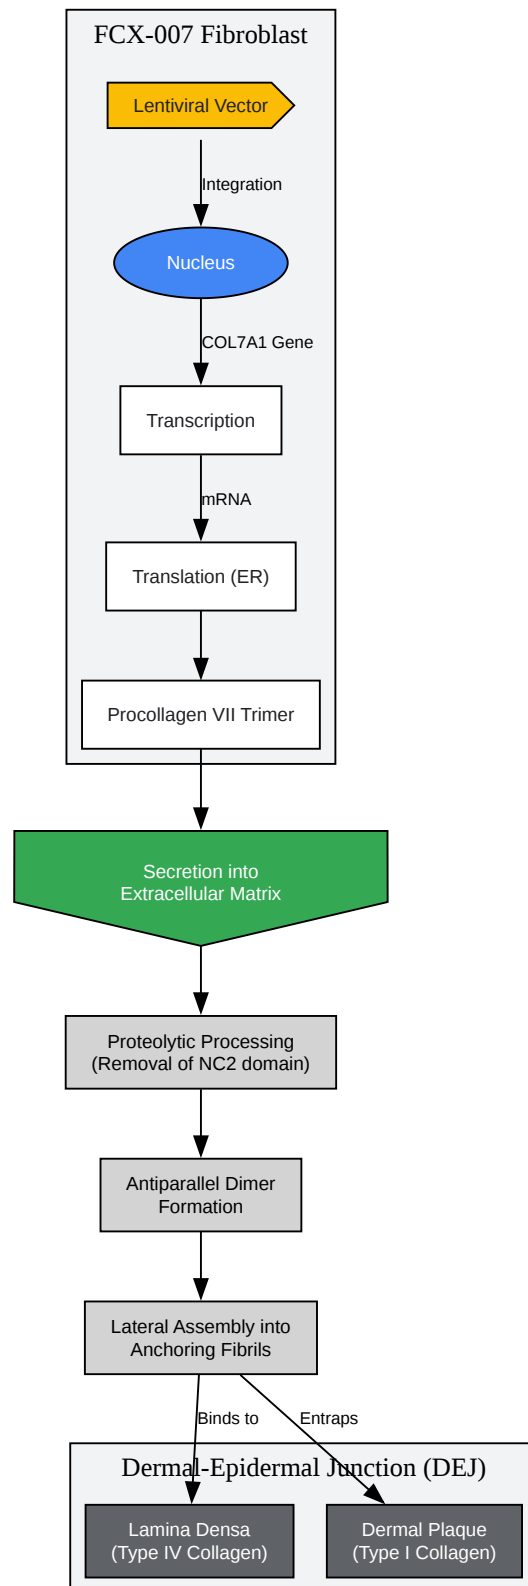 FCX-007 Fibroblast
Lentiviral Vector
Integration
Nucleus
COL7A1 Gene
Transcription
mRNA
Translation (ER)
Procollagen VII Trimer
Secretion into
Extracellular Matrix
Proteolytic Processing
(Removal of NC2 domain)
Antiparallel Dimer
Formation
Lateral Assembly into
Anchoring Fibrils
Binds to
Entraps
Dermal-Epidermal Junction (DEJ)
Lamina Densa
(Type IV Collagen)
Dermal Plaque
(Type I Collagen)